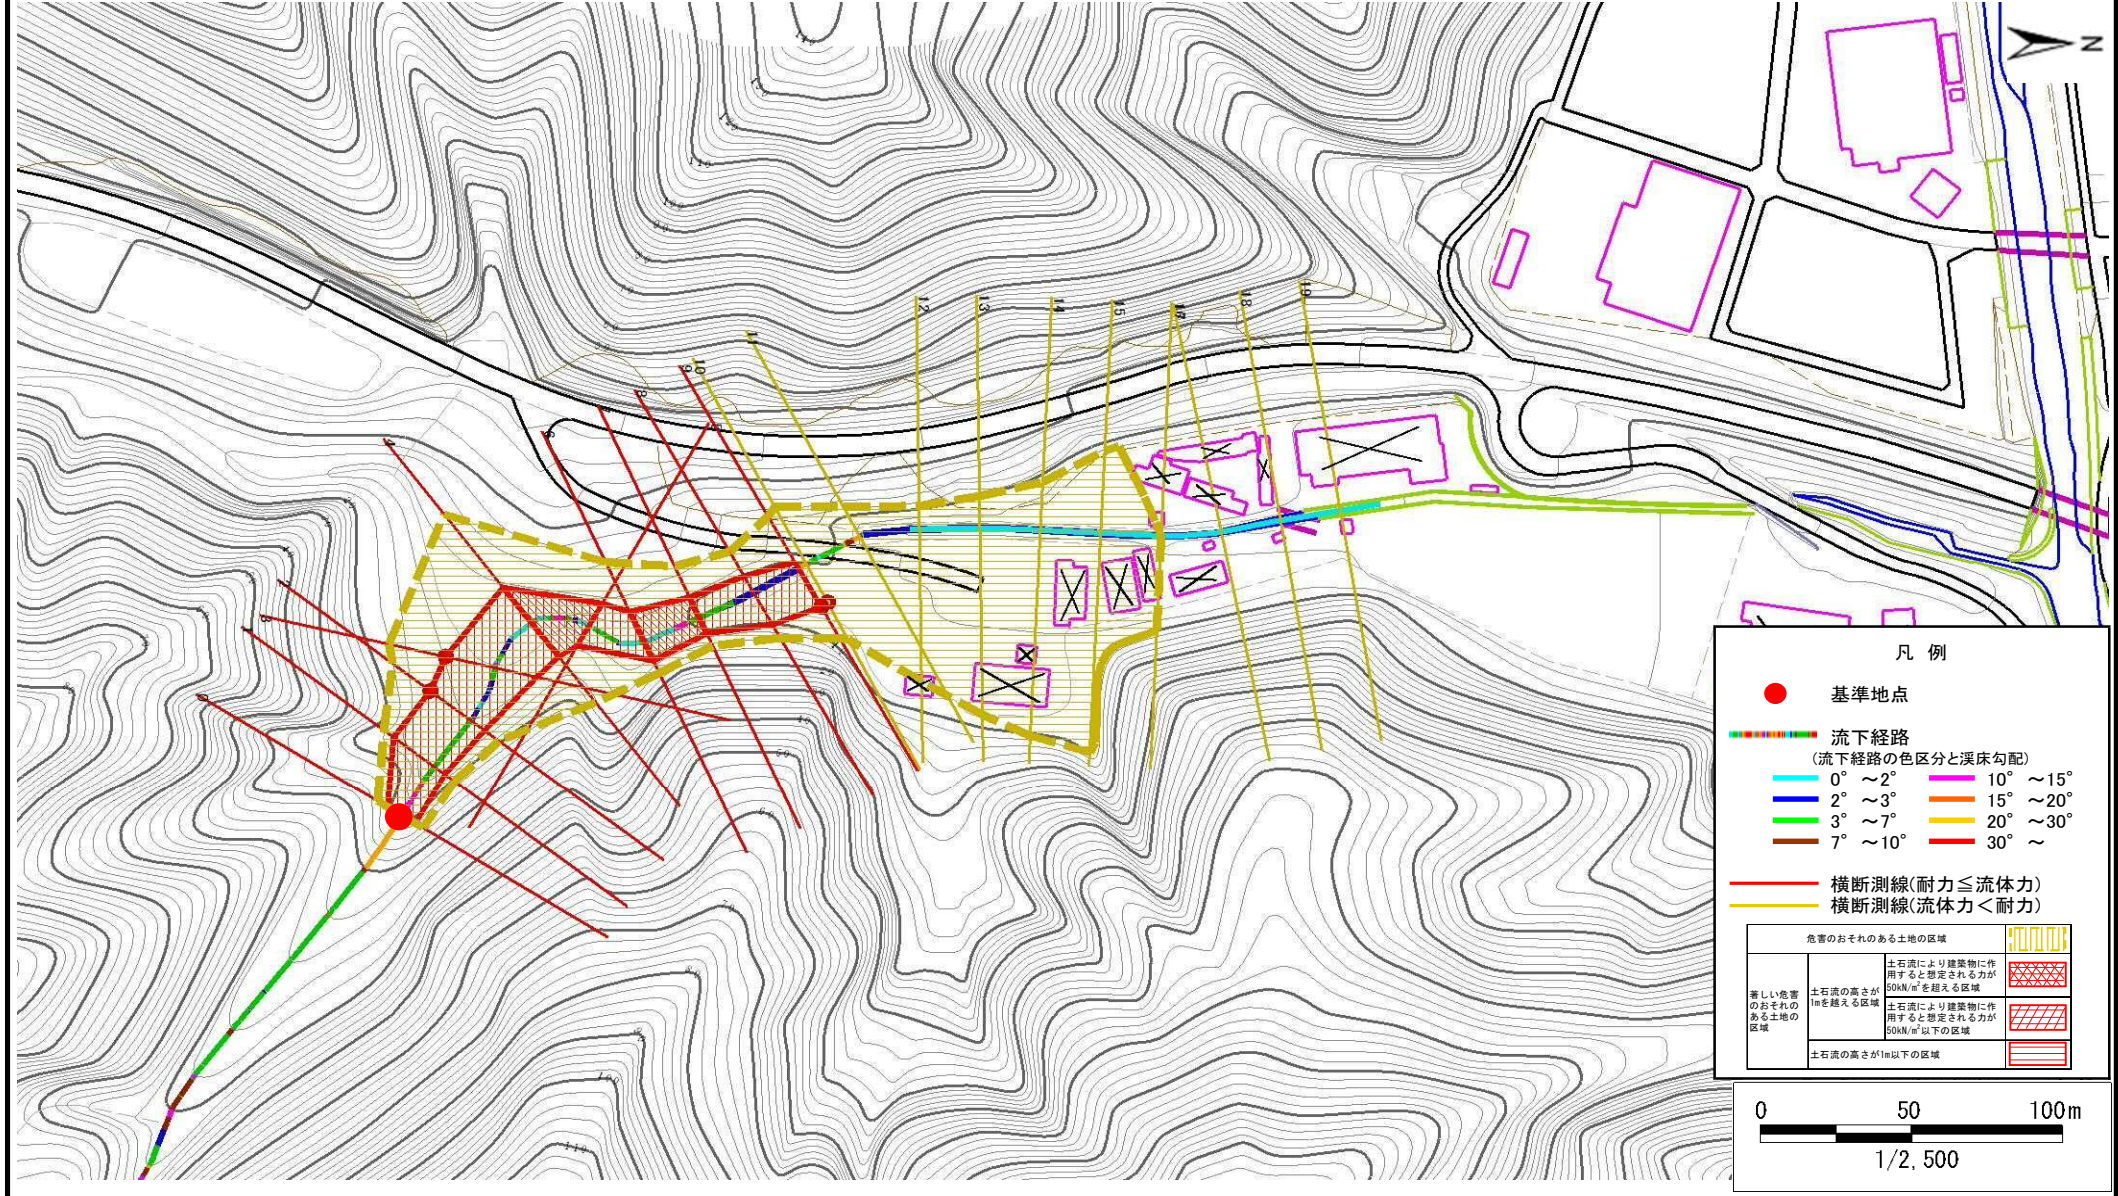 N
12
13
14
15
18
19
11
10
9
8
6
4
2
3
凡 例
基準地点
流下経路
(流下経路の色区分と渓床勾配)
0° ～2°
10° ～15°
2° ～3°
15° ～20°
3° ～7°
20° ～30°
7° ～10°
30° ～
横断測線(耐力≦流体力)
横断測線(流体力＜耐力)
危害のおそれのある土地の区域
著しい危害
のおそれの
ある土地の
区域
土石流の高さが
1mを越える区域
土石流により建築物に作
用すると想定される力が
50kN/m²を超える区域
土石流により建築物に作
用すると想定される力が
50kN/m²以下の区域
土石流の高さが1m以下の区域
0 50 100m
1/2,500